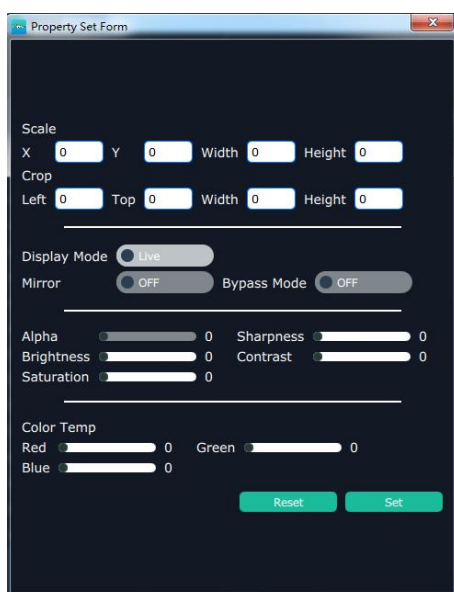 Property Set Form
Scale
X 0 Y 0 Width 0 Height 0
Crop
Left 0 Top 0 Width 0 Height 0
Display Mode Live
Mirror OFF Bypass Mode OFF
Alpha 0 Sharpness 0
Brightness 0 Contrast 0
Saturation 0
Color Temp
Red 0 Green 0
Blue 0
Reset Set